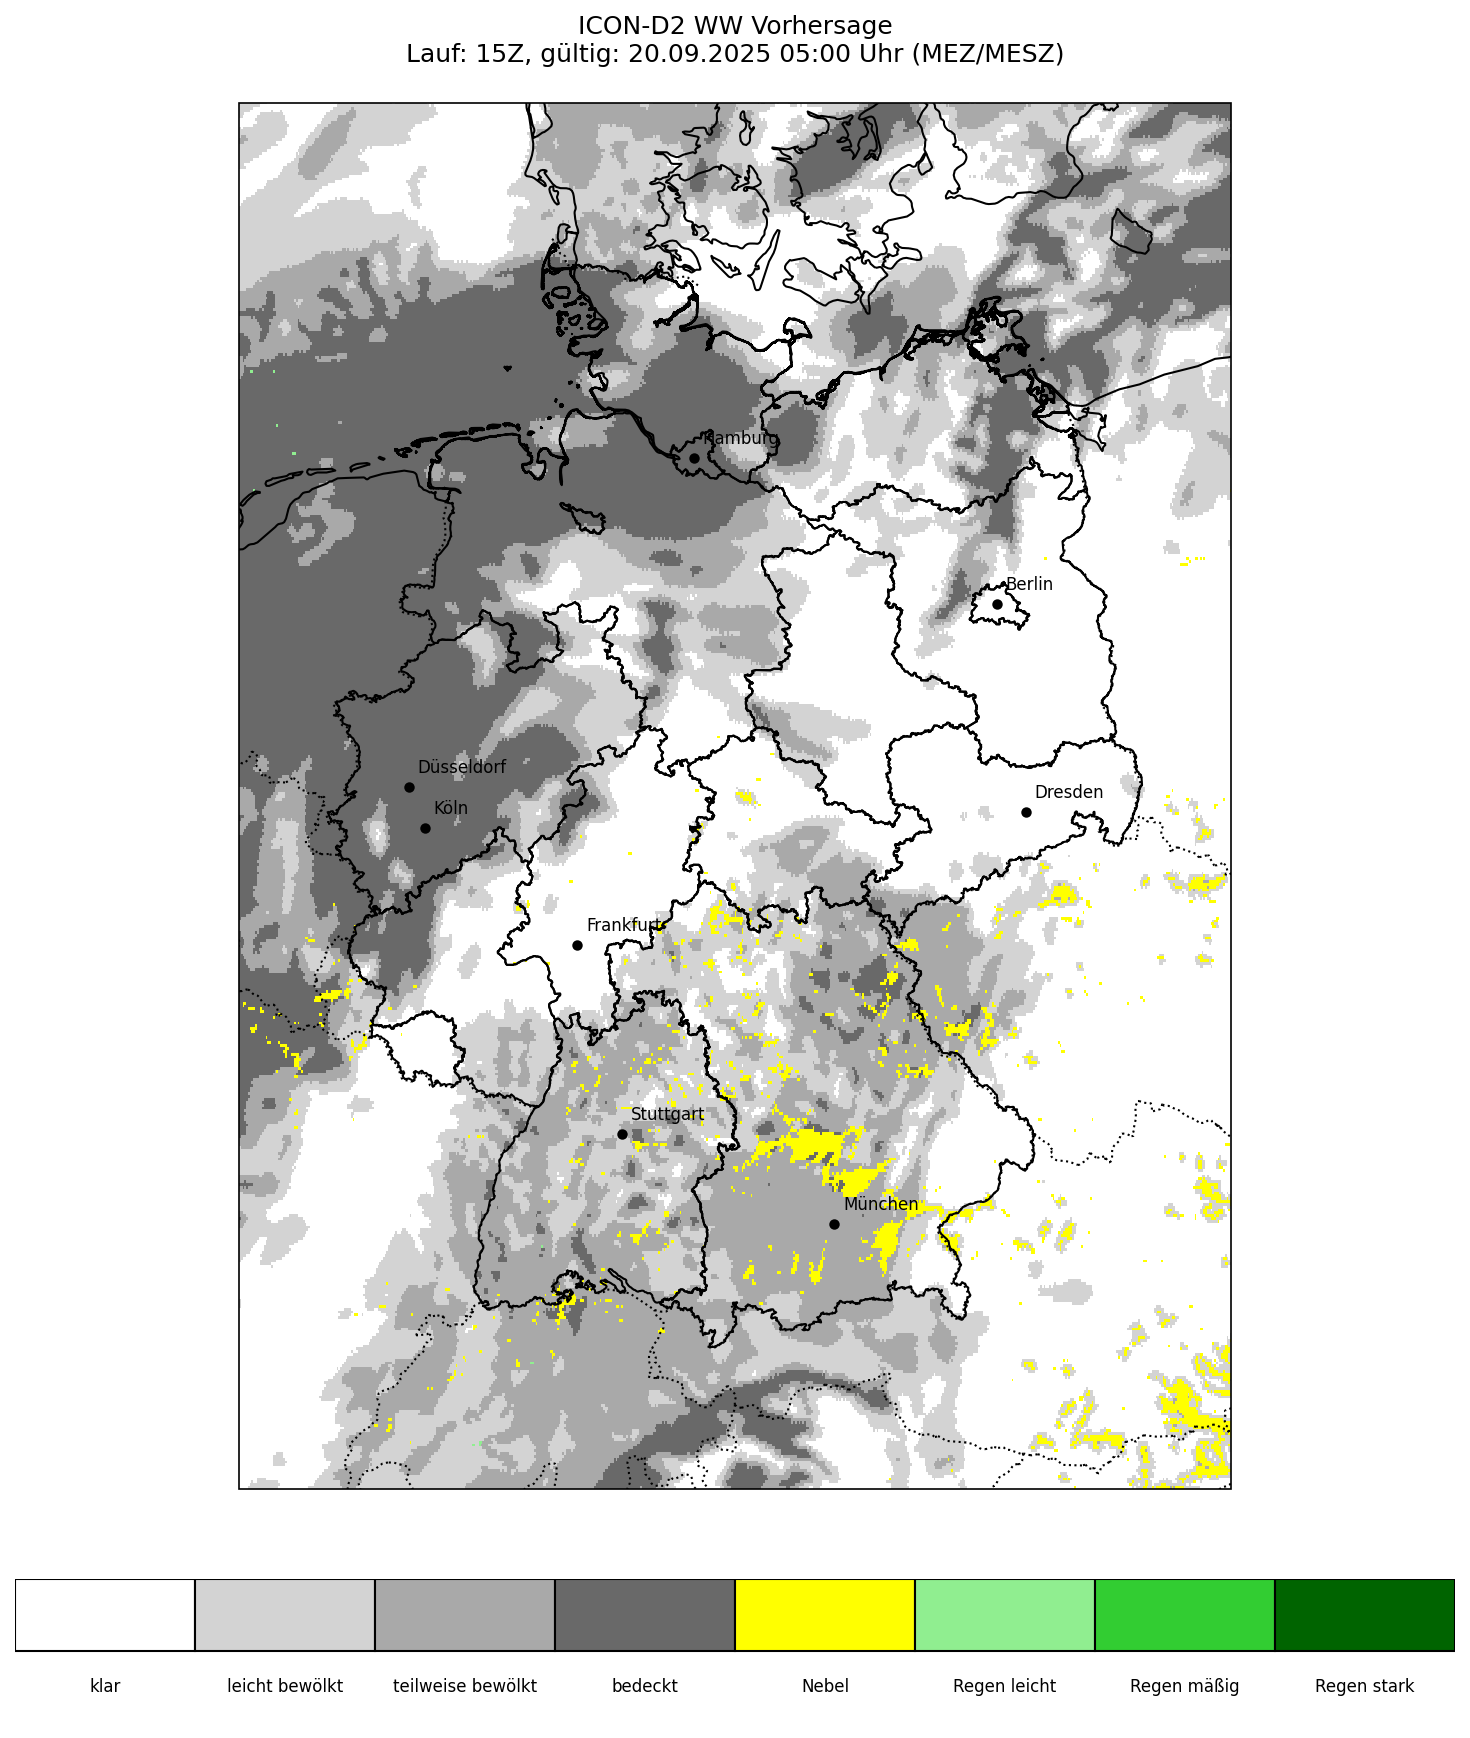 ICON-D2 WW Vorhersage
Lauf: 15Z, gültig: 20.09.2025 05:00 Uhr (MEZ/MESZ)
Hamburg
Berlin
Düsseldorf
Dresden
Köln
Frankfurt
Stuttgart
München
klar
leicht bewölkt
teilweise bewölkt
bedeckt
Nebel
Regen leicht
Regen mäßig
Regen stark